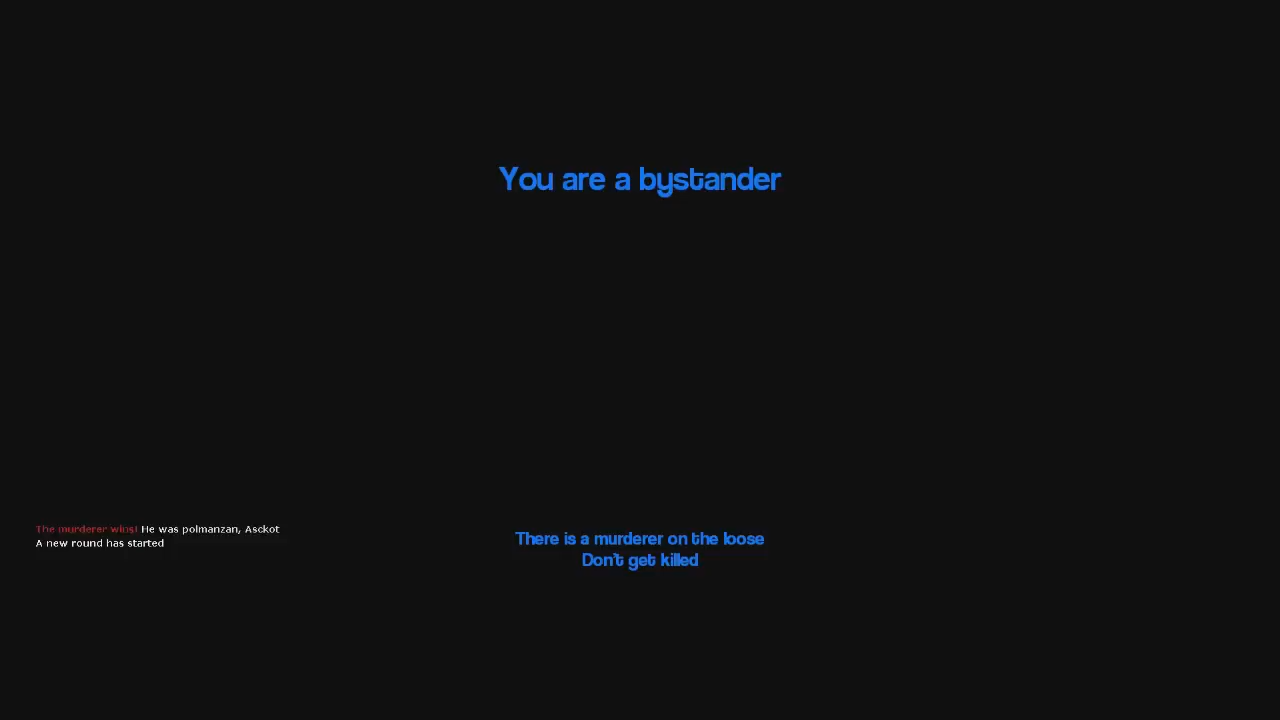 You are a bystander
The murderer wins! He was polmanzan, Asckot
A new round has started
There is a murderer on the loose
Don't get killed